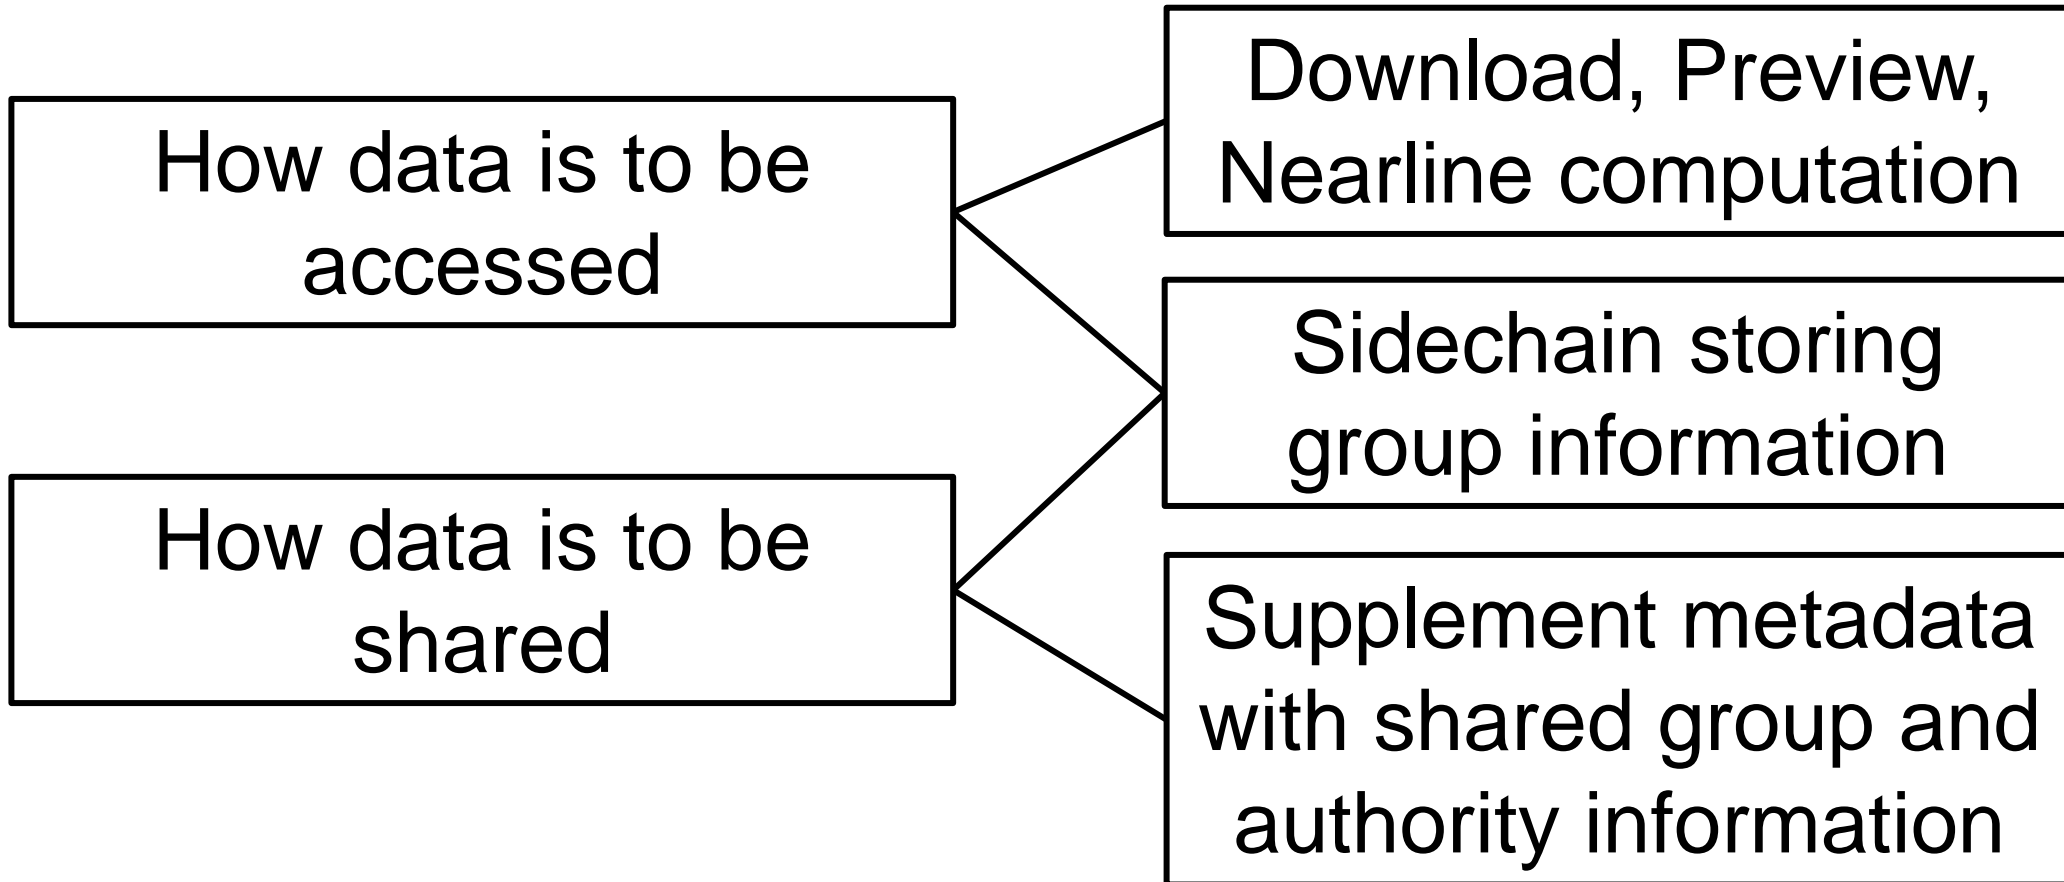 How data is to be
accessed
How data is to be
shared
Download, Preview,
Nearline computation
Sidechain storing
group information
Supplement metadata
with shared group and
authority information